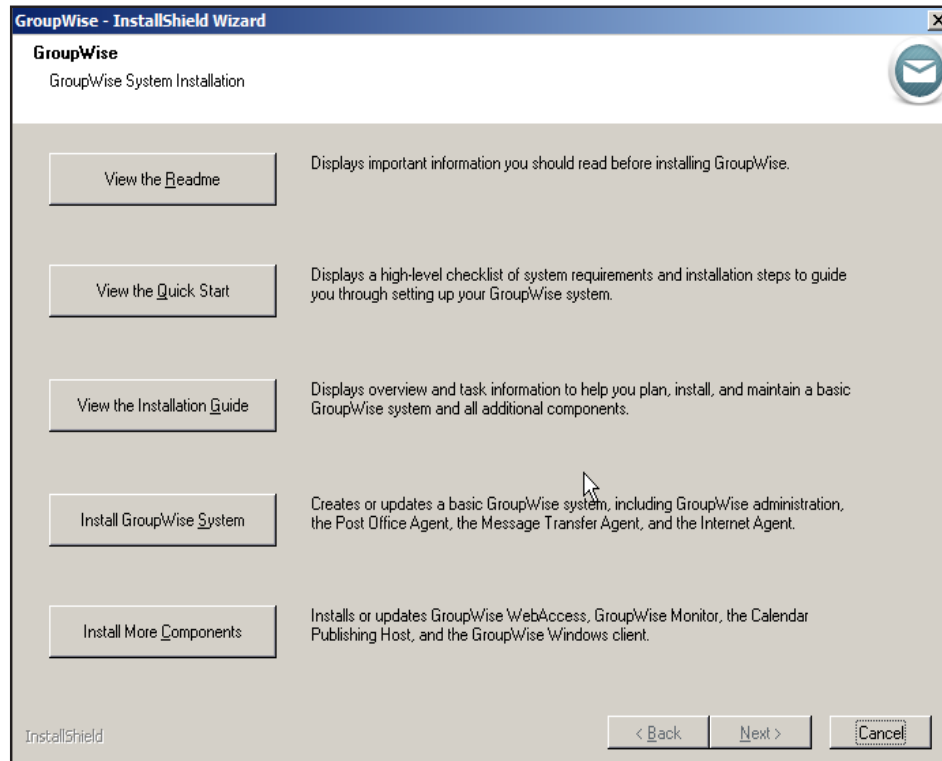 GroupWise - InstallShield Wizard
GroupWise
GroupWise System Installation
View the Readme
Displays important information you should read before installing GroupWise.
View the Quick Start
Displays a high-level checklist of system requirements and installation steps to guide
you through setting up your GroupWise system.
View the Installation Guide
Displays overview and task information to help you plan, install, and maintain a basic
GroupWise system and all additional components.
Install GroupWise System
Creates or updates a basic GroupWise system, including GroupWise administration,
the Post Office Agent, the Message Transfer Agent, and the Internet Agent.
Install More Components
Installs or updates GroupWise WebAccess, GroupWise Monitor, the Calendar
Publishing Host, and the GroupWise Windows client.
InstallShield
< Back
Next >
Cancel